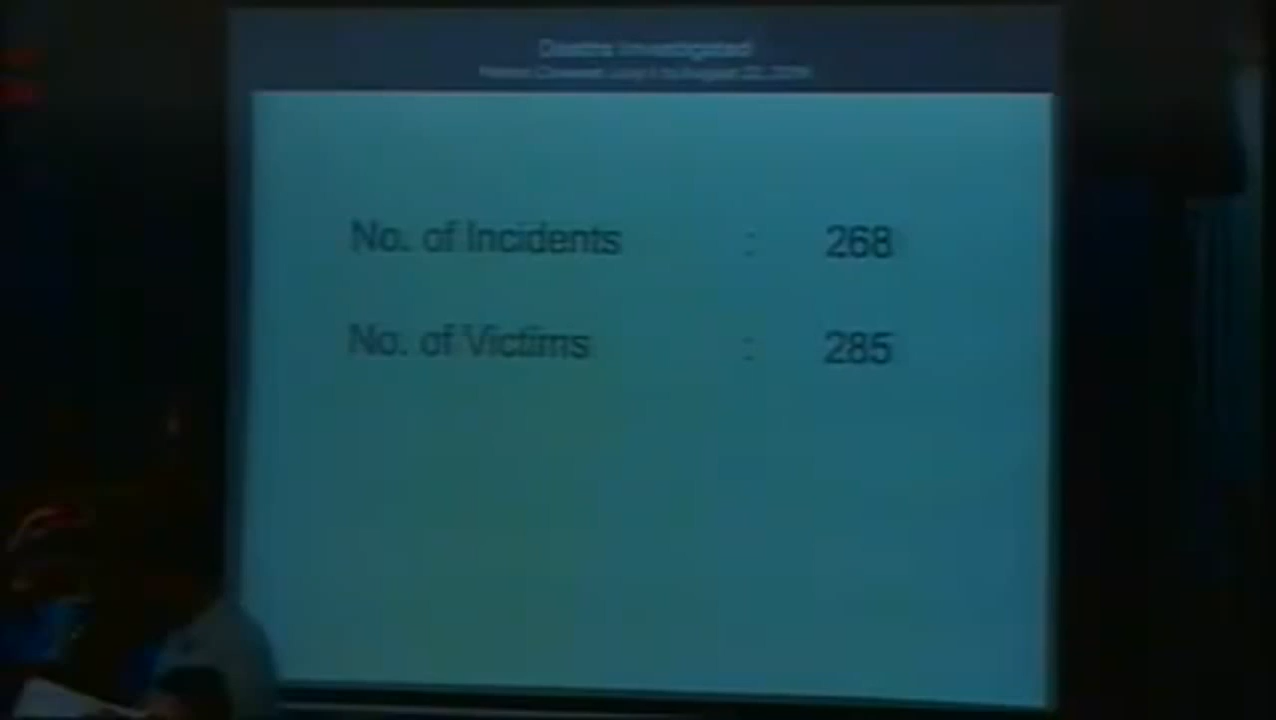 Deaths Investigated
No. of Incidents : 268
No. of Victims : 285